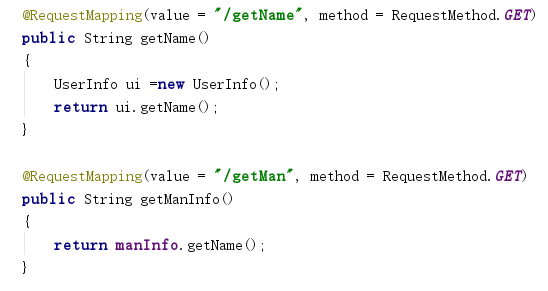 @RequestMapping(value = "/getName", method = RequestMethod.GET)
public String getName()
{
    UserInfo ui =new UserInfo();
    return ui.getName();
}

@RequestMapping(value = "/getMan", method = RequestMethod.GET)
public String getManInfo()
{
    return manInfo.getName();
}